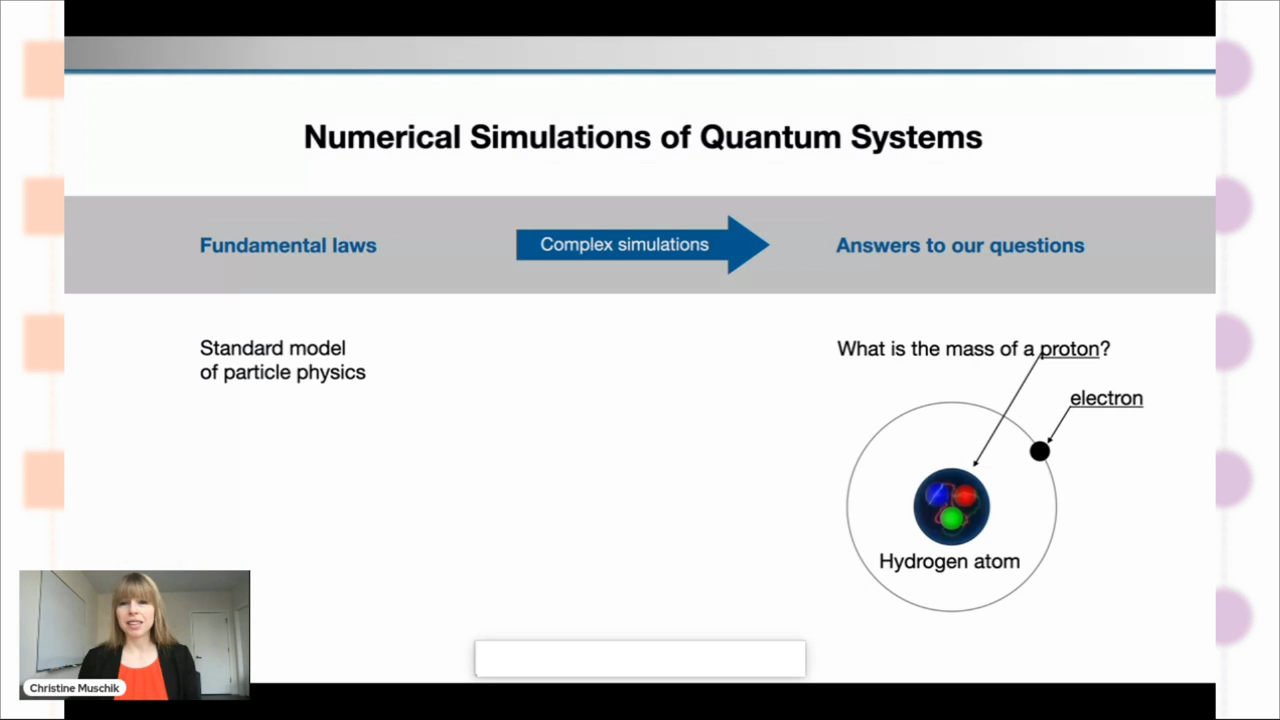 Numerical Simulations of Quantum Systems
Fundamental laws
Complex simulations
Answers to our questions
Standard model
of particle physics
What is the mass of a proton?
electron
Hydrogen atom
Christine Muschik